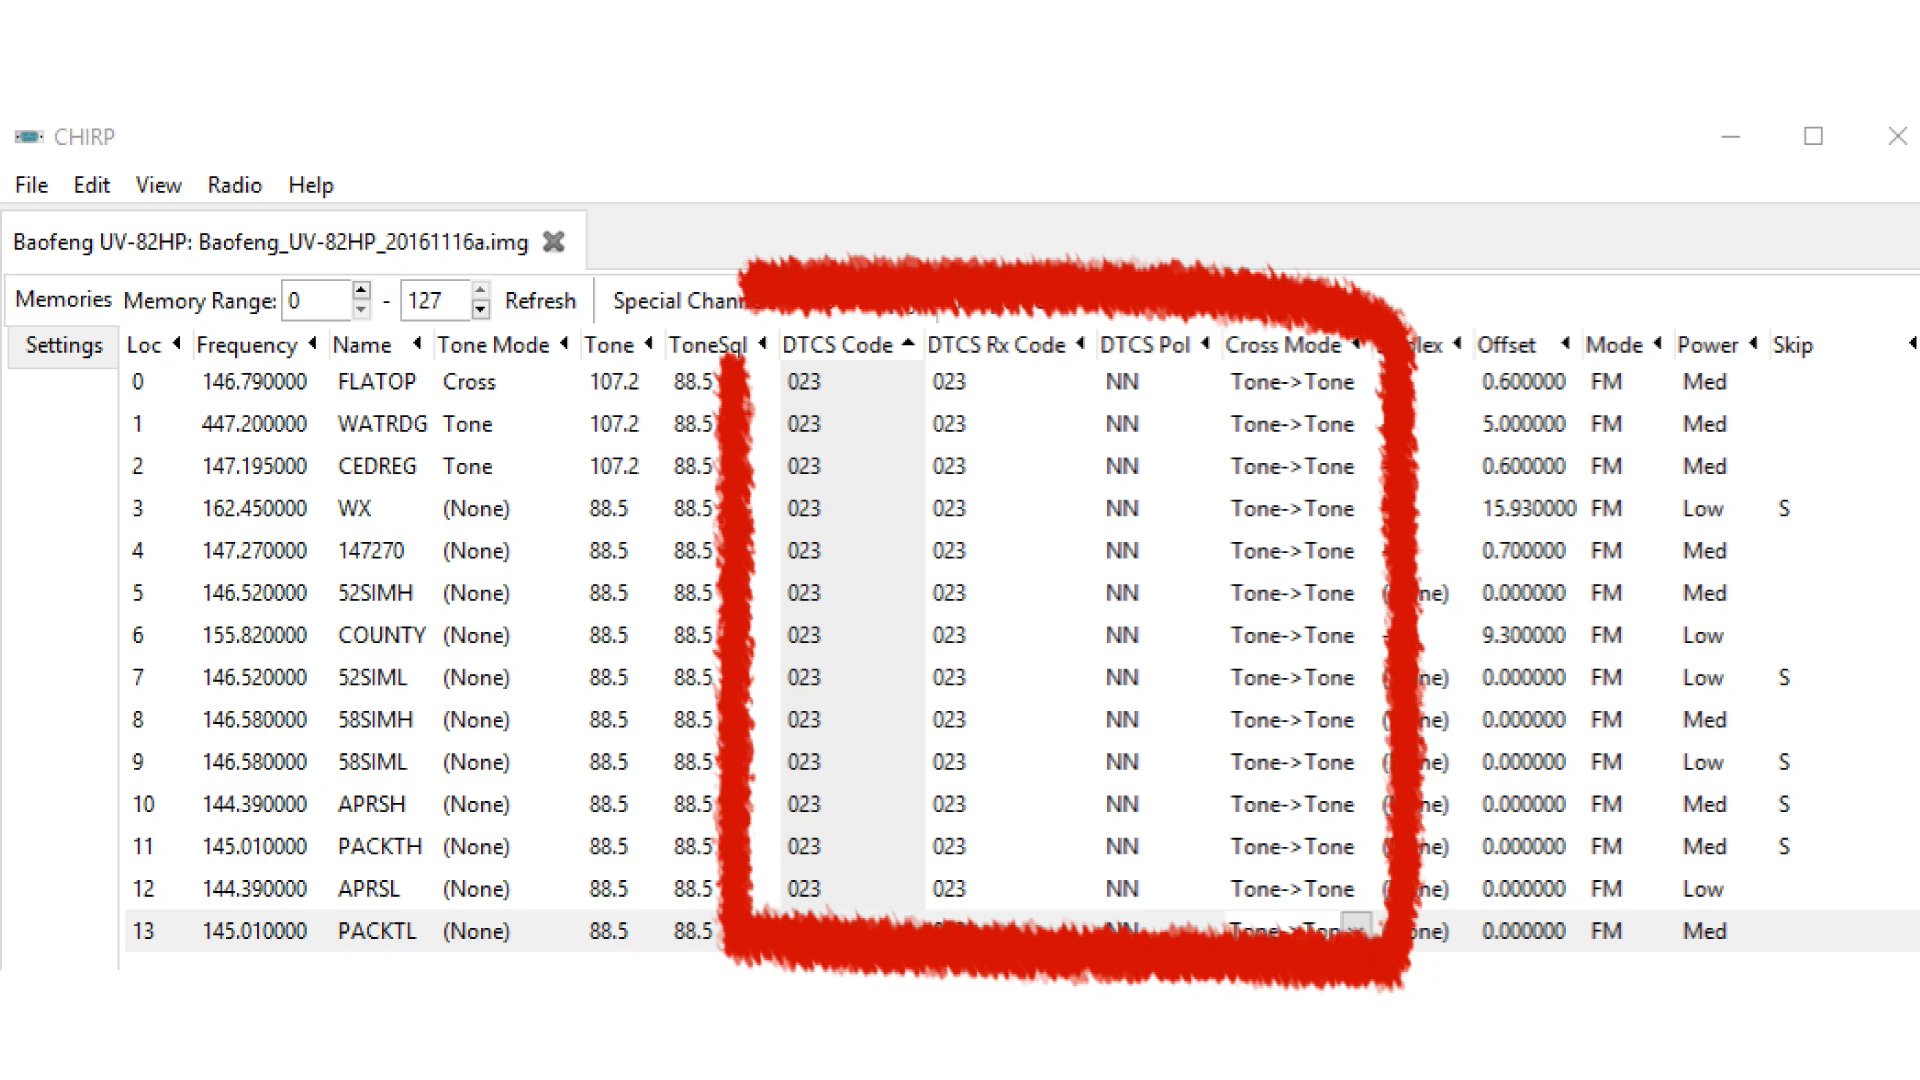 CHIRP
File Edit View Radio Help
Baofeng UV-82HP: Baofeng_UV-82HP_20161116a.img
Memories Memory Range: 0 - 127 Refresh Special
Settings Loc Frequency Name Tone Mode Tone ToneSql DTCS Code DTCS Rx Code DTCS Pol Cross Mode Offset Mode Power Skip
0 146.790000 FLATOP Cross 107.2 88.5 023 023 NN Tone->Tone 0.600000 FM Med
1 447.200000 WATRDG Tone 107.2 88.5 023 023 NN Tone->Tone 5.000000 FM Med
2 147.195000 CEDREG Tone 107.2 88.5 023 023 NN Tone->Tone 0.600000 FM Med
3 162.450000 WX (None) 88.5 88.5 023 023 NN Tone->Tone 15.930000 FM Low S
4 147.270000 147270 (None) 88.5 88.5 023 023 NN Tone->Tone 0.700000 FM Med
5 146.520000 52SIMH (None) 88.5 88.5 023 023 NN Tone->Tone 0.000000 FM Med
6 155.820000 COUNTY (None) 88.5 88.5 023 023 NN Tone->Tone 9.300000 FM Low
7 146.520000 52SIML (None) 88.5 88.5 023 023 NN Tone->Tone 0.000000 FM Low S
8 146.580000 58SIMH (None) 88.5 88.5 023 023 NN Tone->Tone 0.000000 FM Med
9 146.580000 58SIML (None) 88.5 88.5 023 023 NN Tone->Tone 0.000000 FM Low S
10 144.390000 APRSH (None) 88.5 88.5 023 023 NN Tone->Tone 0.000000 FM Med S
11 145.010000 PACKTH (None) 88.5 88.5 023 023 NN Tone->Tone 0.000000 FM Med S
12 144.390000 APRSL (None) 88.5 88.5 023 023 NN Tone->Tone 0.000000 FM Low
13 145.010000 PACKTL (None) 88.5 88.5 NN 0.000000 FM Med